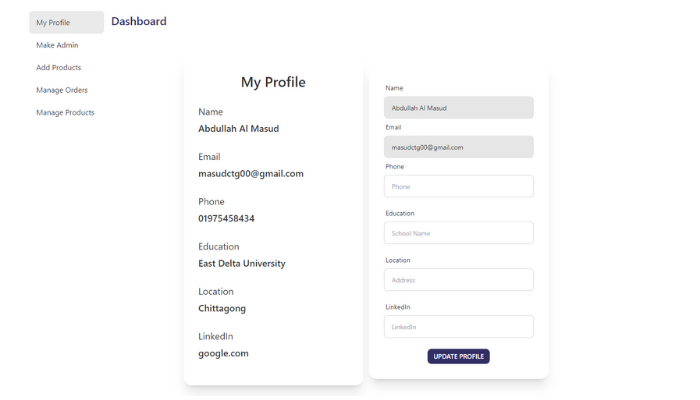 My Profile
Dashboard
Make Admin
Add Products
Manage Orders
Manage Products
My Profile
Name
Abdullah Al Masud
Email
masudctg00@gmail.com
Phone
01975458434
Education
East Delta University
Location
Chittagong
LinkedIn
google.com
Name
Abdullah Al Masud
Email
masudctg00@gmail.com
Phone
Phone
Education
School Name
Location
Address
LinkedIn
LinkedIn
UPDATE PROFILE